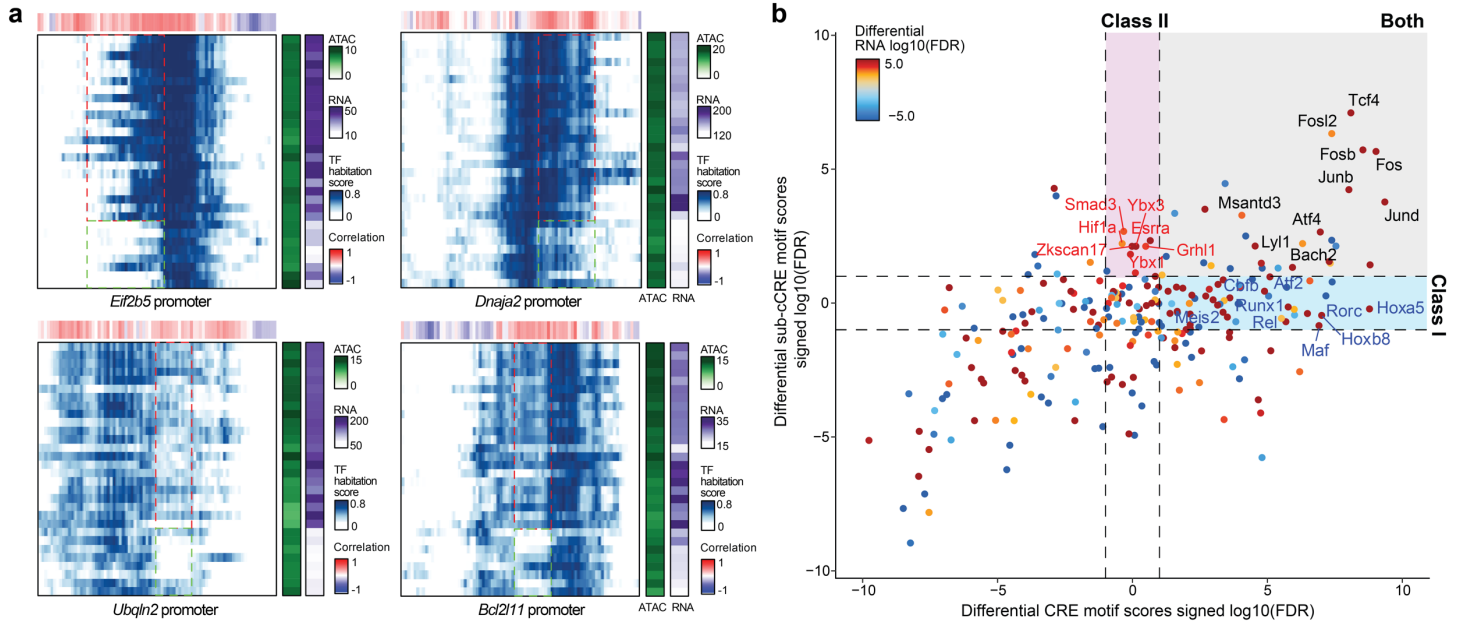 a
ATAC
10
0
RNA
50
10
TF
habitation
score
0.8
0
Correlation
1
-1
Eif2b5 promoter
ATAC
20
0
RNA
200
120
TF
habitation
score
0.8
0
Correlation
1
-1
Dnaja2 promoter
ATAC RNA
ATAC
15
0
RNA
200
50
TF
habitation
score
0.8
0
Correlation
1
-1
Ubqln2 promoter
ATAC
15
0
RNA
35
15
TF
habitation
score
0.8
0
Correlation
1
-1
Bcl2l11 promoter
ATAC RNA
b
Class II
Both
Class I
Differential
RNA log10(FDR)
5.0
−5.0
Tcf4
Fosl2
Fosb
Fos
Junb
Jund
Msantd3
Atf4
Lyl1
Bach2
Smad3
Ybx3
Hif1a
Esrra
Zkscan17
Grhl1
Ybx1
Cbfb
Atf2
Runx1
Meis2
Rel
Rorc
Hoxa5
Hoxb8
Maf
10
5
0
−5
−10
−10
−5
0
5
10
Differential sub-CRE motif scores
signed log10(FDR)
Differential CRE motif scores signed log10(FDR)